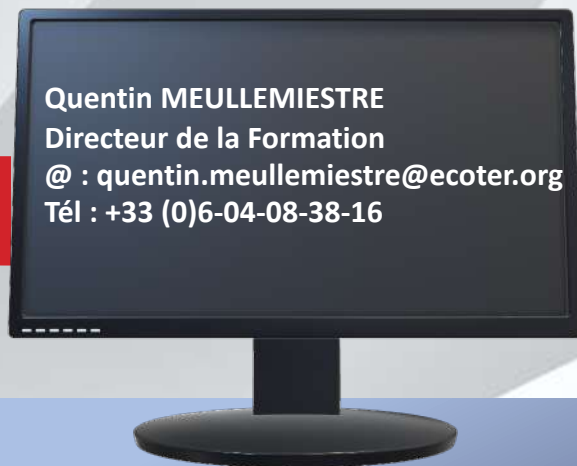 Quentin MEULLEMIESTRE
Directeur de la Formation
@ : quentin.meullemiestre@ecoter.org
Tél : +33 (0)6-04-08-38-16